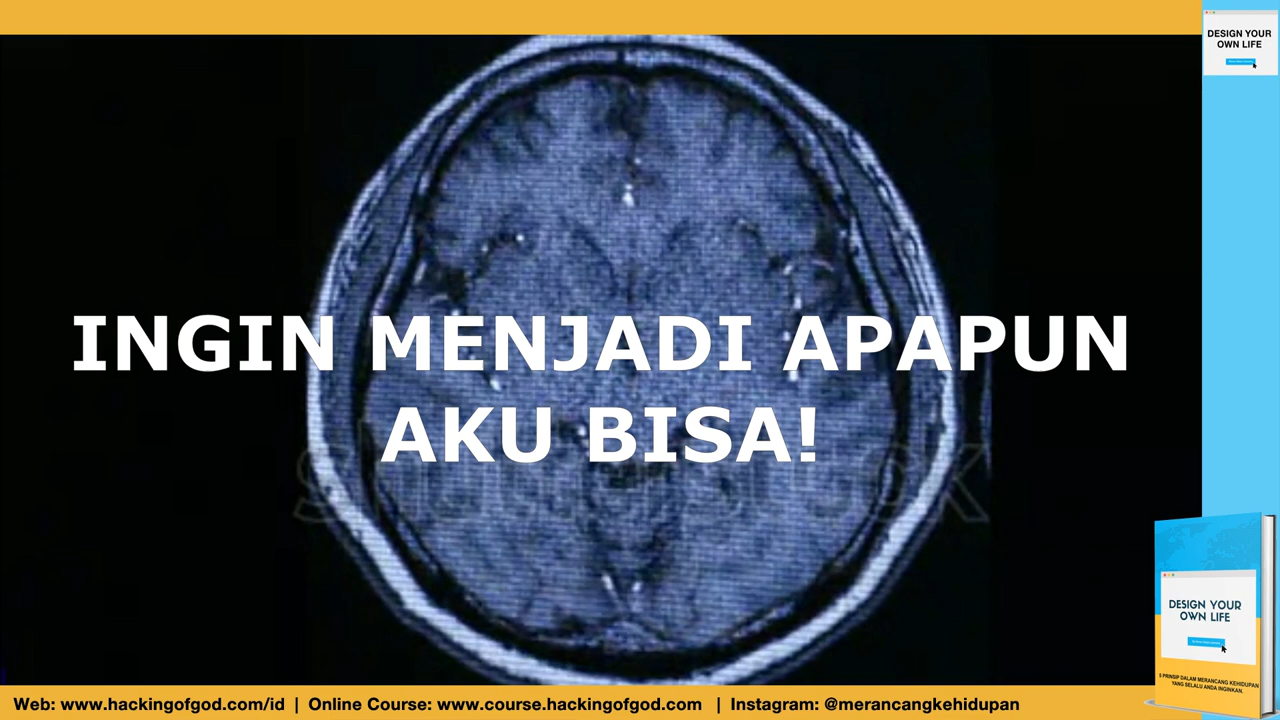 DESIGN YOUR
OWN LIFE
INGIN MENJADI APAPUN
AKU BISA!
shutterstock
DESIGN YOUR
OWN LIFE
5 PRINSIP DALAM MERANCANG KEHIDUPAN
YANG SELALU ANDA INGINKAN.
Web: www.hackingofgod.com/id | Online Course: www.course.hackingofgod.com | Instagram: @merancangkehidupan